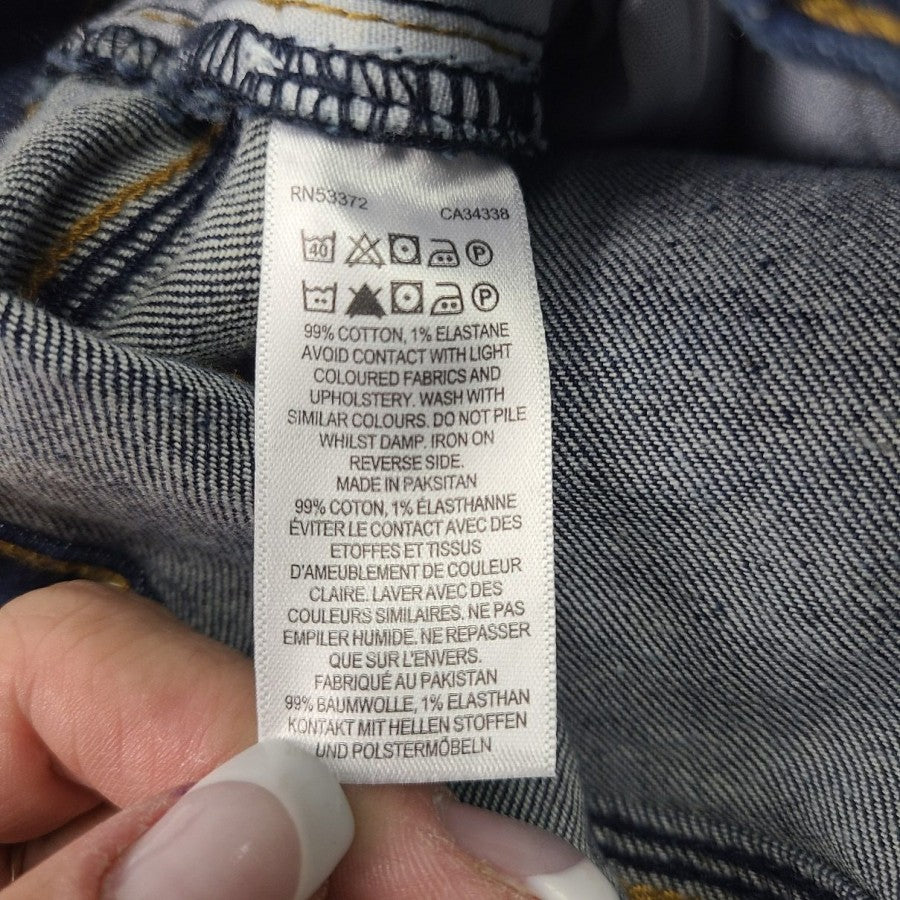 RN53372 CA34338
40 P
P
99% COTTON, 1% ELASTANE
AVOID CONTACT WITH LIGHT
COLOURED FABRICS AND
UPHOLSTERY. WASH WITH
SIMILAR COLOURS. DO NOT PILE
WHILST DAMP. IRON ON
REVERSE SIDE.
MADE IN PAKSITAN
99% COTON, 1% ÉLASTHANNE
ÉVITER LE CONTACT AVEC DES
ETOFFES ET TISSUS
D'AMEUBLEMENT DE COULEUR
CLAIRE. LAVER AVEC DES
COULEURS SIMILAIRES. NE PAS
EMPILER HUMIDE. NE REPASSER
QUE SUR L'ENVERS.
FABRIQUÉ AU PAKISTAN
99% BAUMWOLLE, 1% ELASTHAN
KONTAKT MIT HELLEN STOFFEN
UND POLSTERMÖBELN